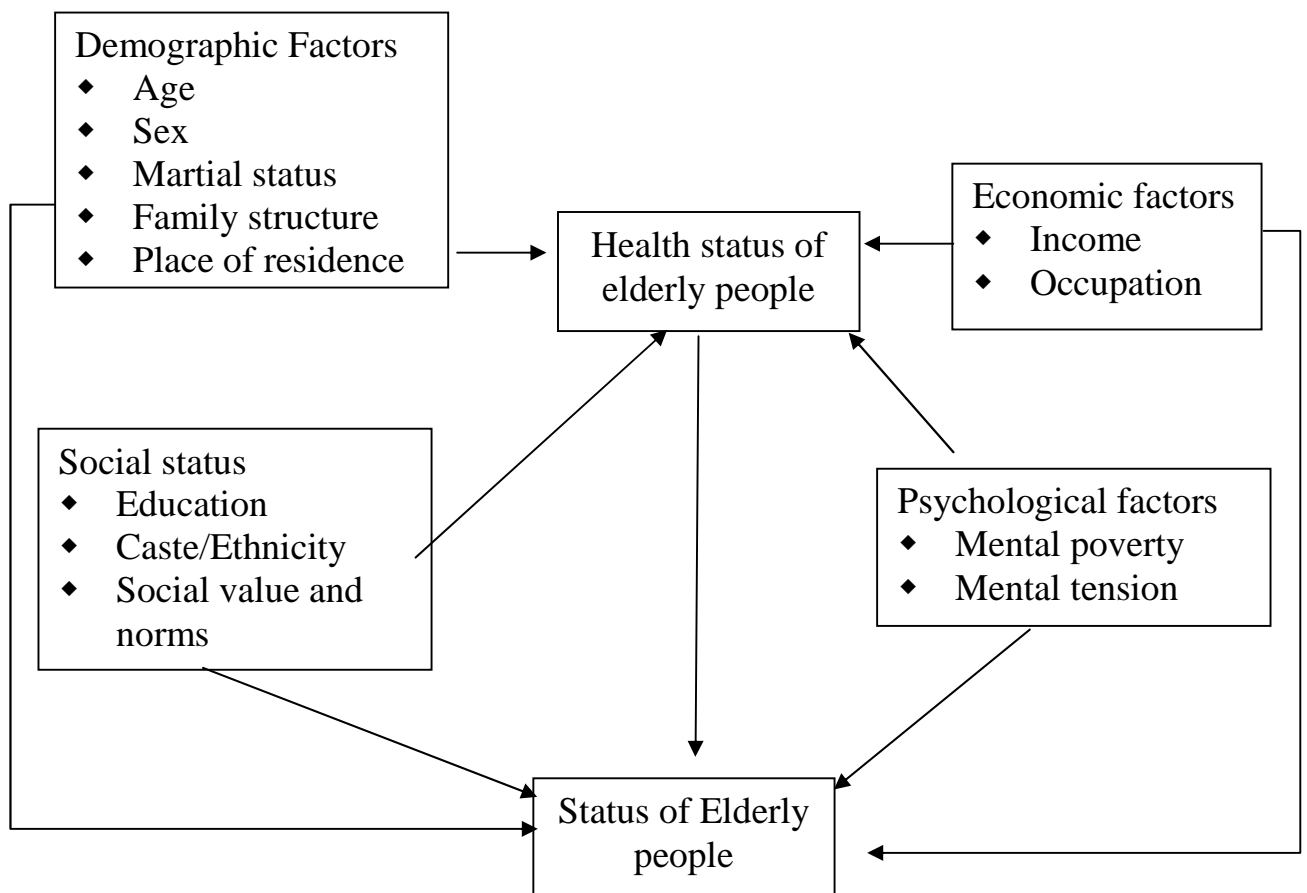 Demographic Factors
◆ Age
◆ Sex
◆ Martial status
◆ Family structure
◆ Place of residence
Health status of
elderly people
Economic factors
◆ Income
◆ Occupation
Social status
◆ Education
◆ Caste/Ethnicity
◆ Social value and
norms
Psychological factors
◆ Mental poverty
◆ Mental tension
Status of Elderly
people